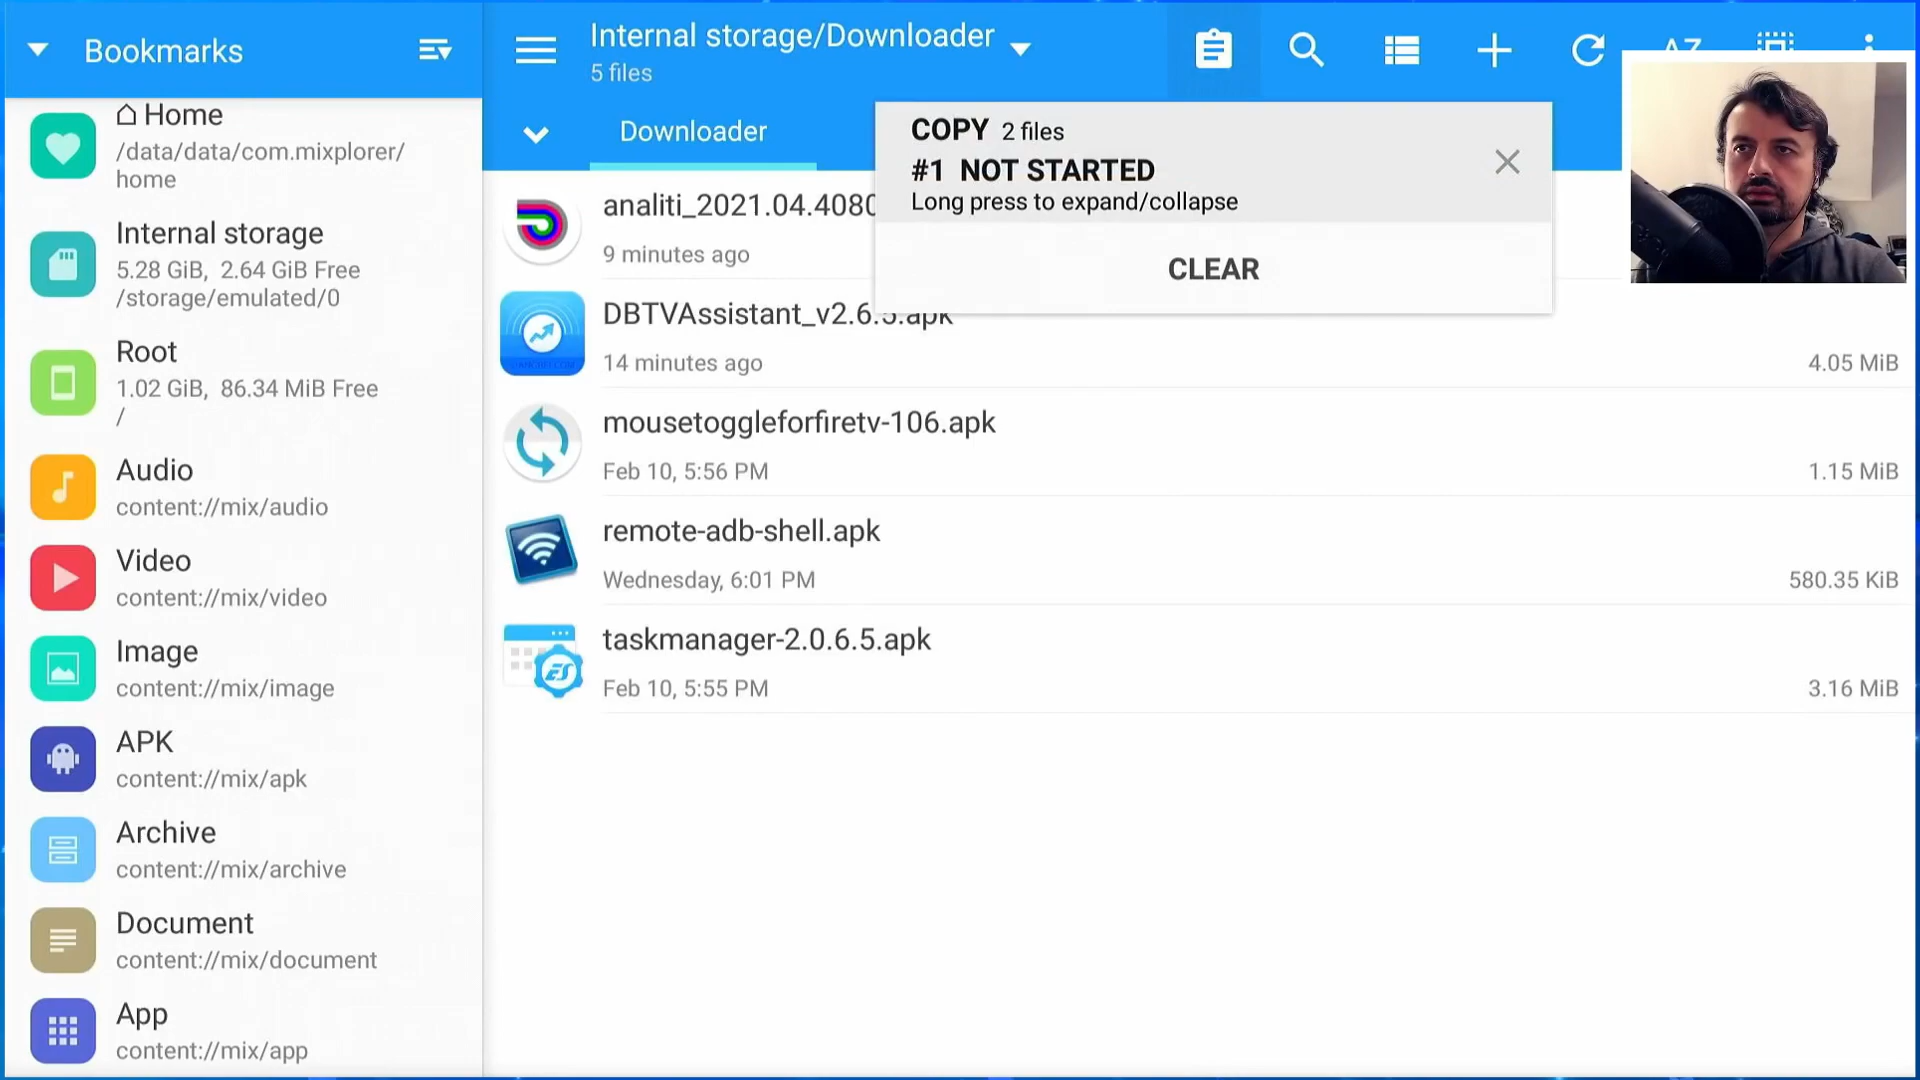 Bookmarks
Home
/data/data/com.mixplorer/
home
Internal storage
5.28 GiB, 2.64 GiB Free
/storage/emulated/0
Root
1.02 GiB, 86.34 MiB Free
/
Audio
content://mix/audio
Video
content://mix/video
Image
content://mix/image
APK
content://mix/apk
Archive
content://mix/archive
Document
content://mix/document
App
content://mix/app
Internal storage/Downloader
5 files
Downloader
COPY 2 files
#1 NOT STARTED
Long press to expand/collapse
CLEAR
analiti_2021.04.4080
9 minutes ago
DBTVAssistant_v2.6.5.apk
14 minutes ago
4.05 MiB
mousetoggleforfiretv-106.apk
Feb 10, 5:56 PM
1.15 MiB
remote-adb-shell.apk
Wednesday, 6:01 PM
580.35 KiB
taskmanager-2.0.6.5.apk
Feb 10, 5:55 PM
3.16 MiB